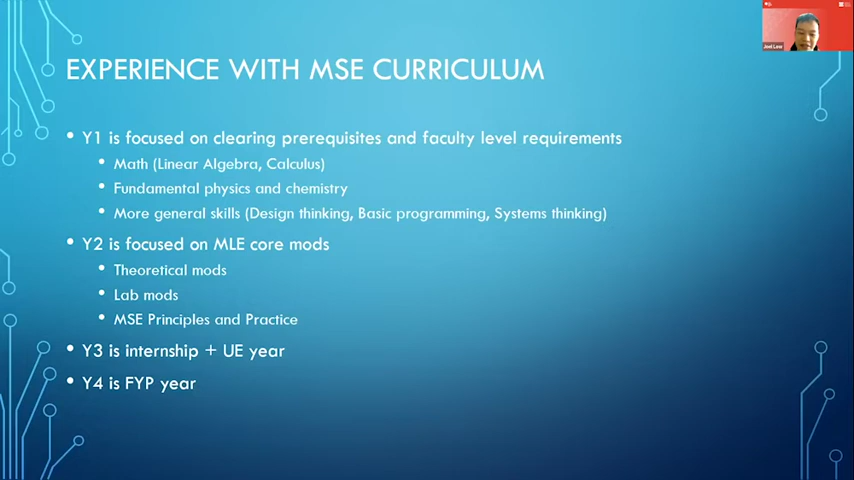 EXPERIENCE WITH MSE CURRICULUM
• Y1 is focused on clearing prerequisites and faculty level requirements
• Math (Linear Algebra, Calculus)
• Fundamental physics and chemistry
• More general skills (Design thinking, Basic programming, Systems thinking)
• Y2 is focused on MLE core mods
• Theoretical mods
• Lab mods
• MSE Principles and Practice
• Y3 is internship + UE year
• Y4 is FYP year